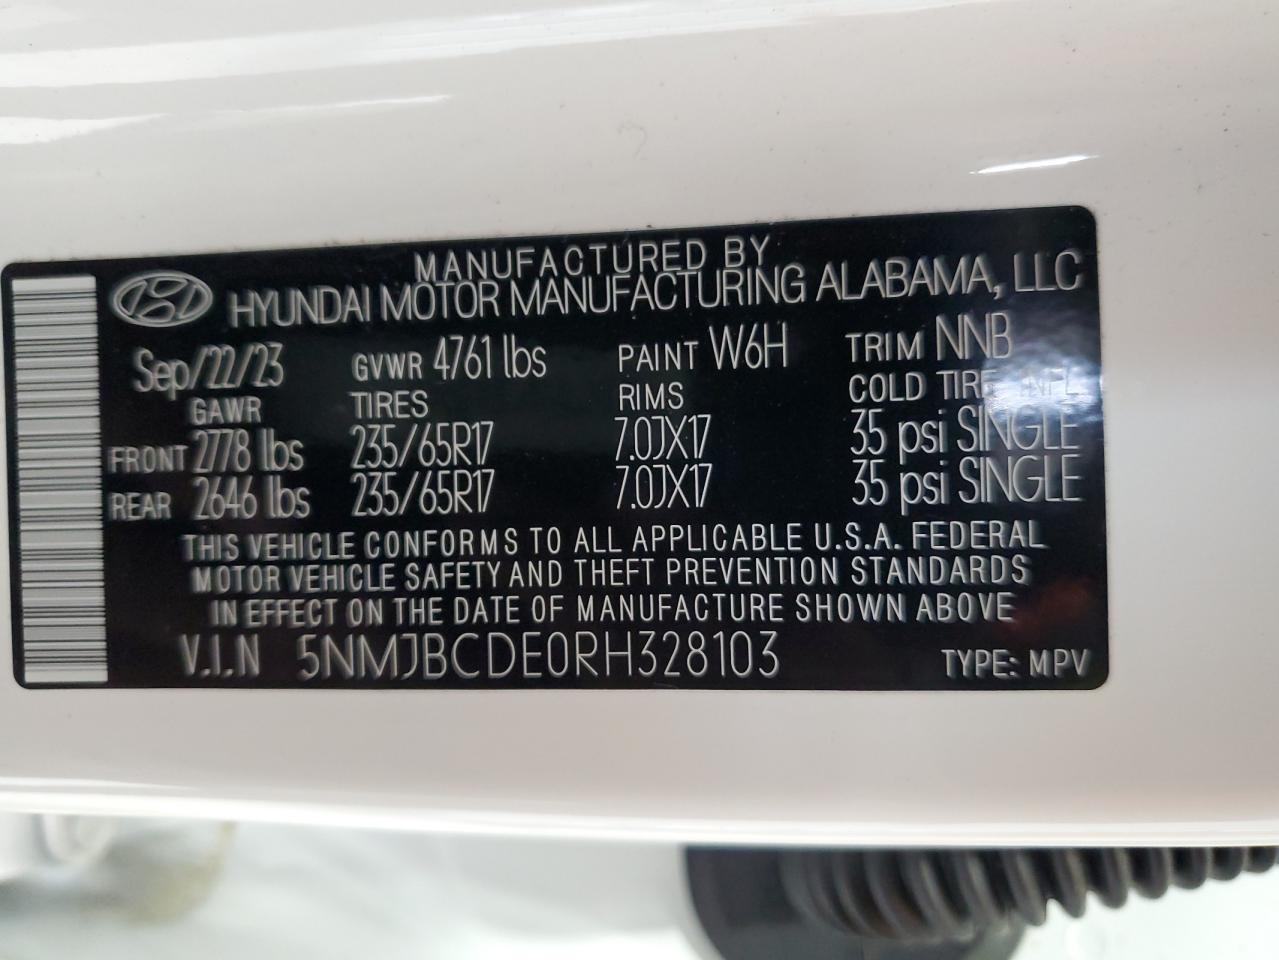 MANUFACTURED BY
HYUNDAI MOTOR MANUFACTURING ALABAMA, LLC
Sep/22/23 GVWR 4761 lbs PAINT W6H TRIM NNB
GAWR TIRES RIMS COLD TIRE INFL
FRONT 2778 lbs 235/65R17 7.0JX17 35 psi SINGLE
REAR 2646 lbs 235/65R17 7.0JX17 35 psi SINGLE
THIS VEHICLE CONFORMS TO ALL APPLICABLE U.S.A. FEDERAL
MOTOR VEHICLE SAFETY AND THEFT PREVENTION STANDARDS
IN EFFECT ON THE DATE OF MANUFACTURE SHOWN ABOVE
V.I.N 5NMJBCDE0RH328103 TYPE: MPV